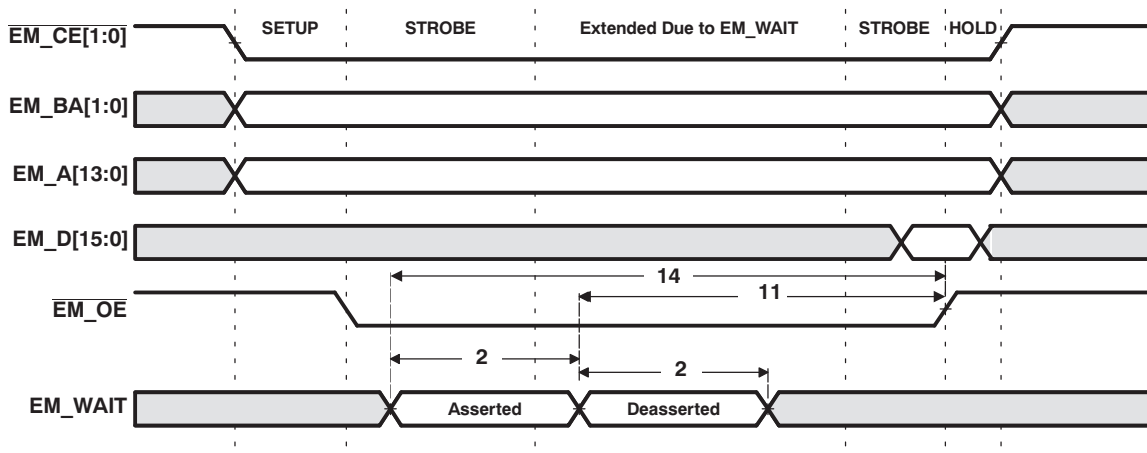 EM_CE[1:0] SETUP STROBE Extended Due to EM_WAIT STROBE HOLD
EM_BA[1:0]
EM_A[13:0]
EM_D[15:0]
14
11
EM_OE
2
2
EM_WAIT Asserted Deasserted